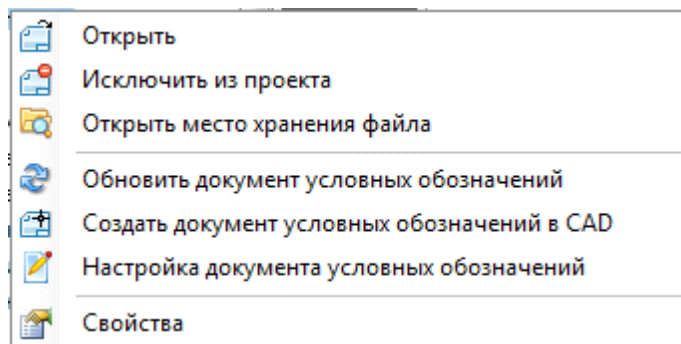 Открыть
Исключить из проекта
Открыть место хранения файла
Обновить документ условных обозначений
Создать документ условных обозначений в CAD
Настройка документа условных обозначений
Свойства